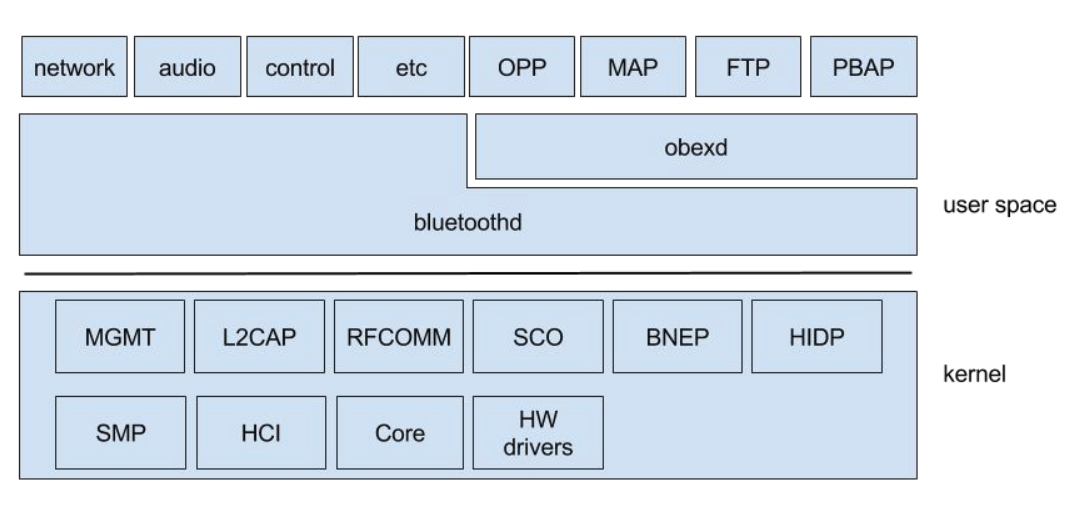 network audio control etc OPP MAP FTP PBAP
obexd
user space
bluetoothd
MGMT L2CAP RFCOMM SCO BNEP HIDP
kernel
SMP HCI Core HW
drivers